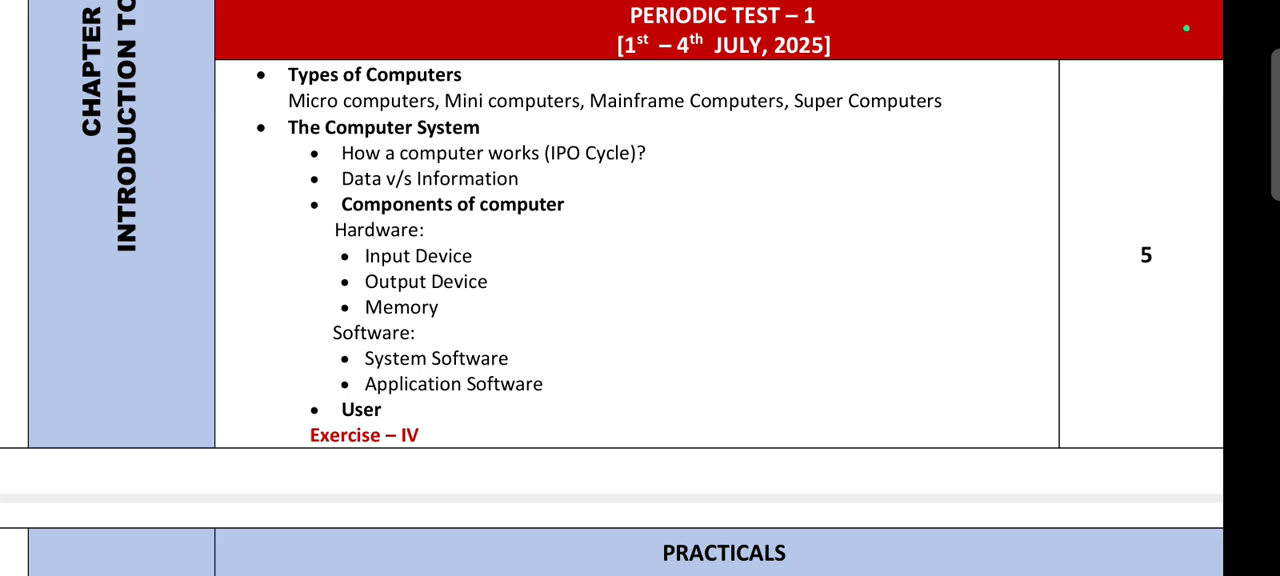 CHAPTER
INTRODUCTION TO
PERIODIC TEST – 1
[1st – 4th JULY, 2025]
• Types of Computers
Micro computers, Mini computers, Mainframe Computers, Super Computers
• The Computer System
• How a computer works (IPO Cycle)?
• Data v/s Information
• Components of computer
Hardware:
• Input Device
• Output Device
• Memory
Software:
• System Software
• Application Software
• User
Exercise – IV
5
PRACTICALS